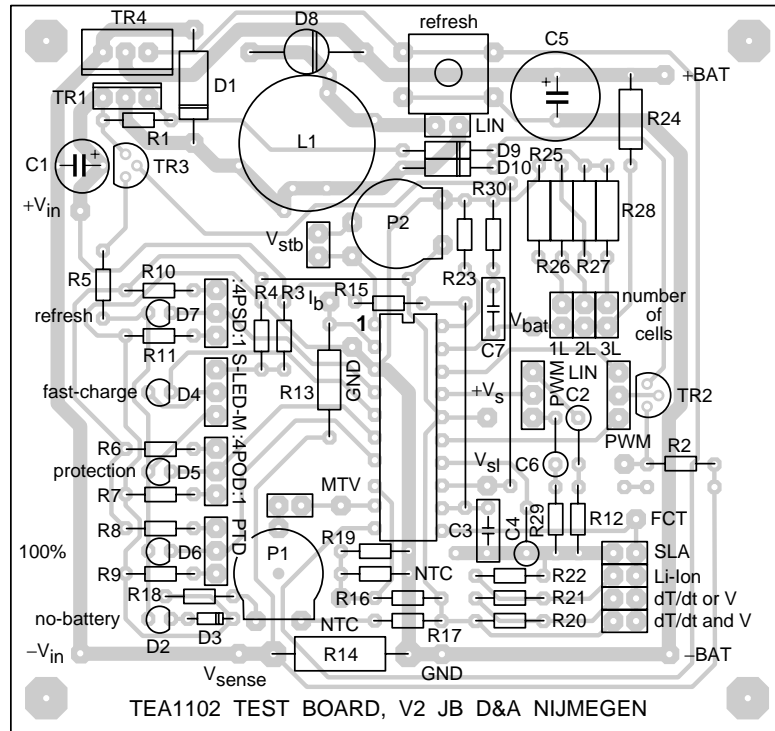 TR4
D8
refresh
C5
+BAT
D1
TR1
LIN
R24
R1
L1
D9
D10
C1
+
TR3
R25
R30
+Vin
P2
R28
Vstb
R23
R26
R27
R5
R10
:4PSD:1
R4
R3
Ib
R15
number of cells
refresh
D7
1
Vbat
C7
R11
1L
2L
3L
S-LED-M
GND
PWM
LIN
fast-charge
D4
R13
+Vs
C2
TR2
PWM
R6
:4POD:1
Vsl
C6
R2
protection
D5
R7
MTV
R8
PTD
R19
C3
C4
R29
R12
FCT
100%
D6
P1
SLA
R9
NTC
R22
Li-Ion
R18
R16
R21
dT/dt or V
no-battery
D2
D3
NTC
R17
R20
dT/dt and V
−Vin
R14
−BAT
Vsense
GND
TEA1102 TEST BOARD, V2 JB D&A NIJMEGEN